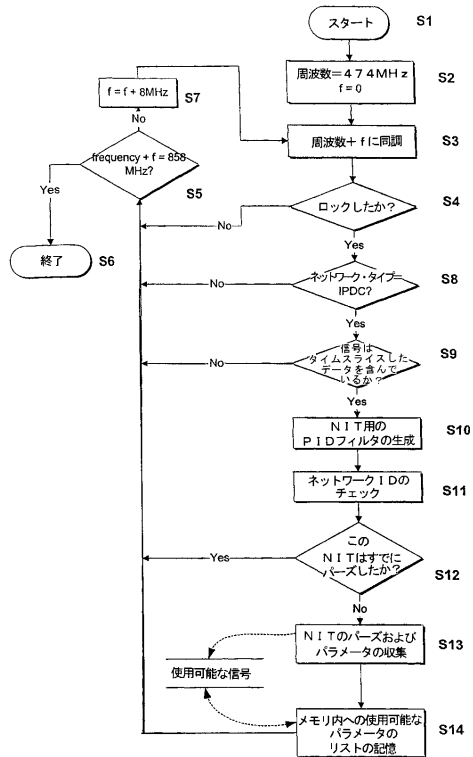 スタート
S1
周波数=474MHz
f=0
S2
f = f + 8MHz
S7
周波数+fに同調
S3
No
frequency + f = 858
MHz?
S5
Yes
ロックしたか?
S4
No
Yes
終了
S6
ネットワーク・タイプ=
IPDC?
S8
No
Yes
信号は
タイムスライスした
データを含んで
いるか?
S9
No
Yes
NIT用の
PIDフィルタの生成
S10
ネットワークIDの
チェック
S11
この
NITはすでに
パーズしたか?
S12
Yes
No
NITのパーズおよび
パラメータの収集
S13
使用可能な信号
メモリ内への使用可能な
パラメータの
リストの記憶
S14